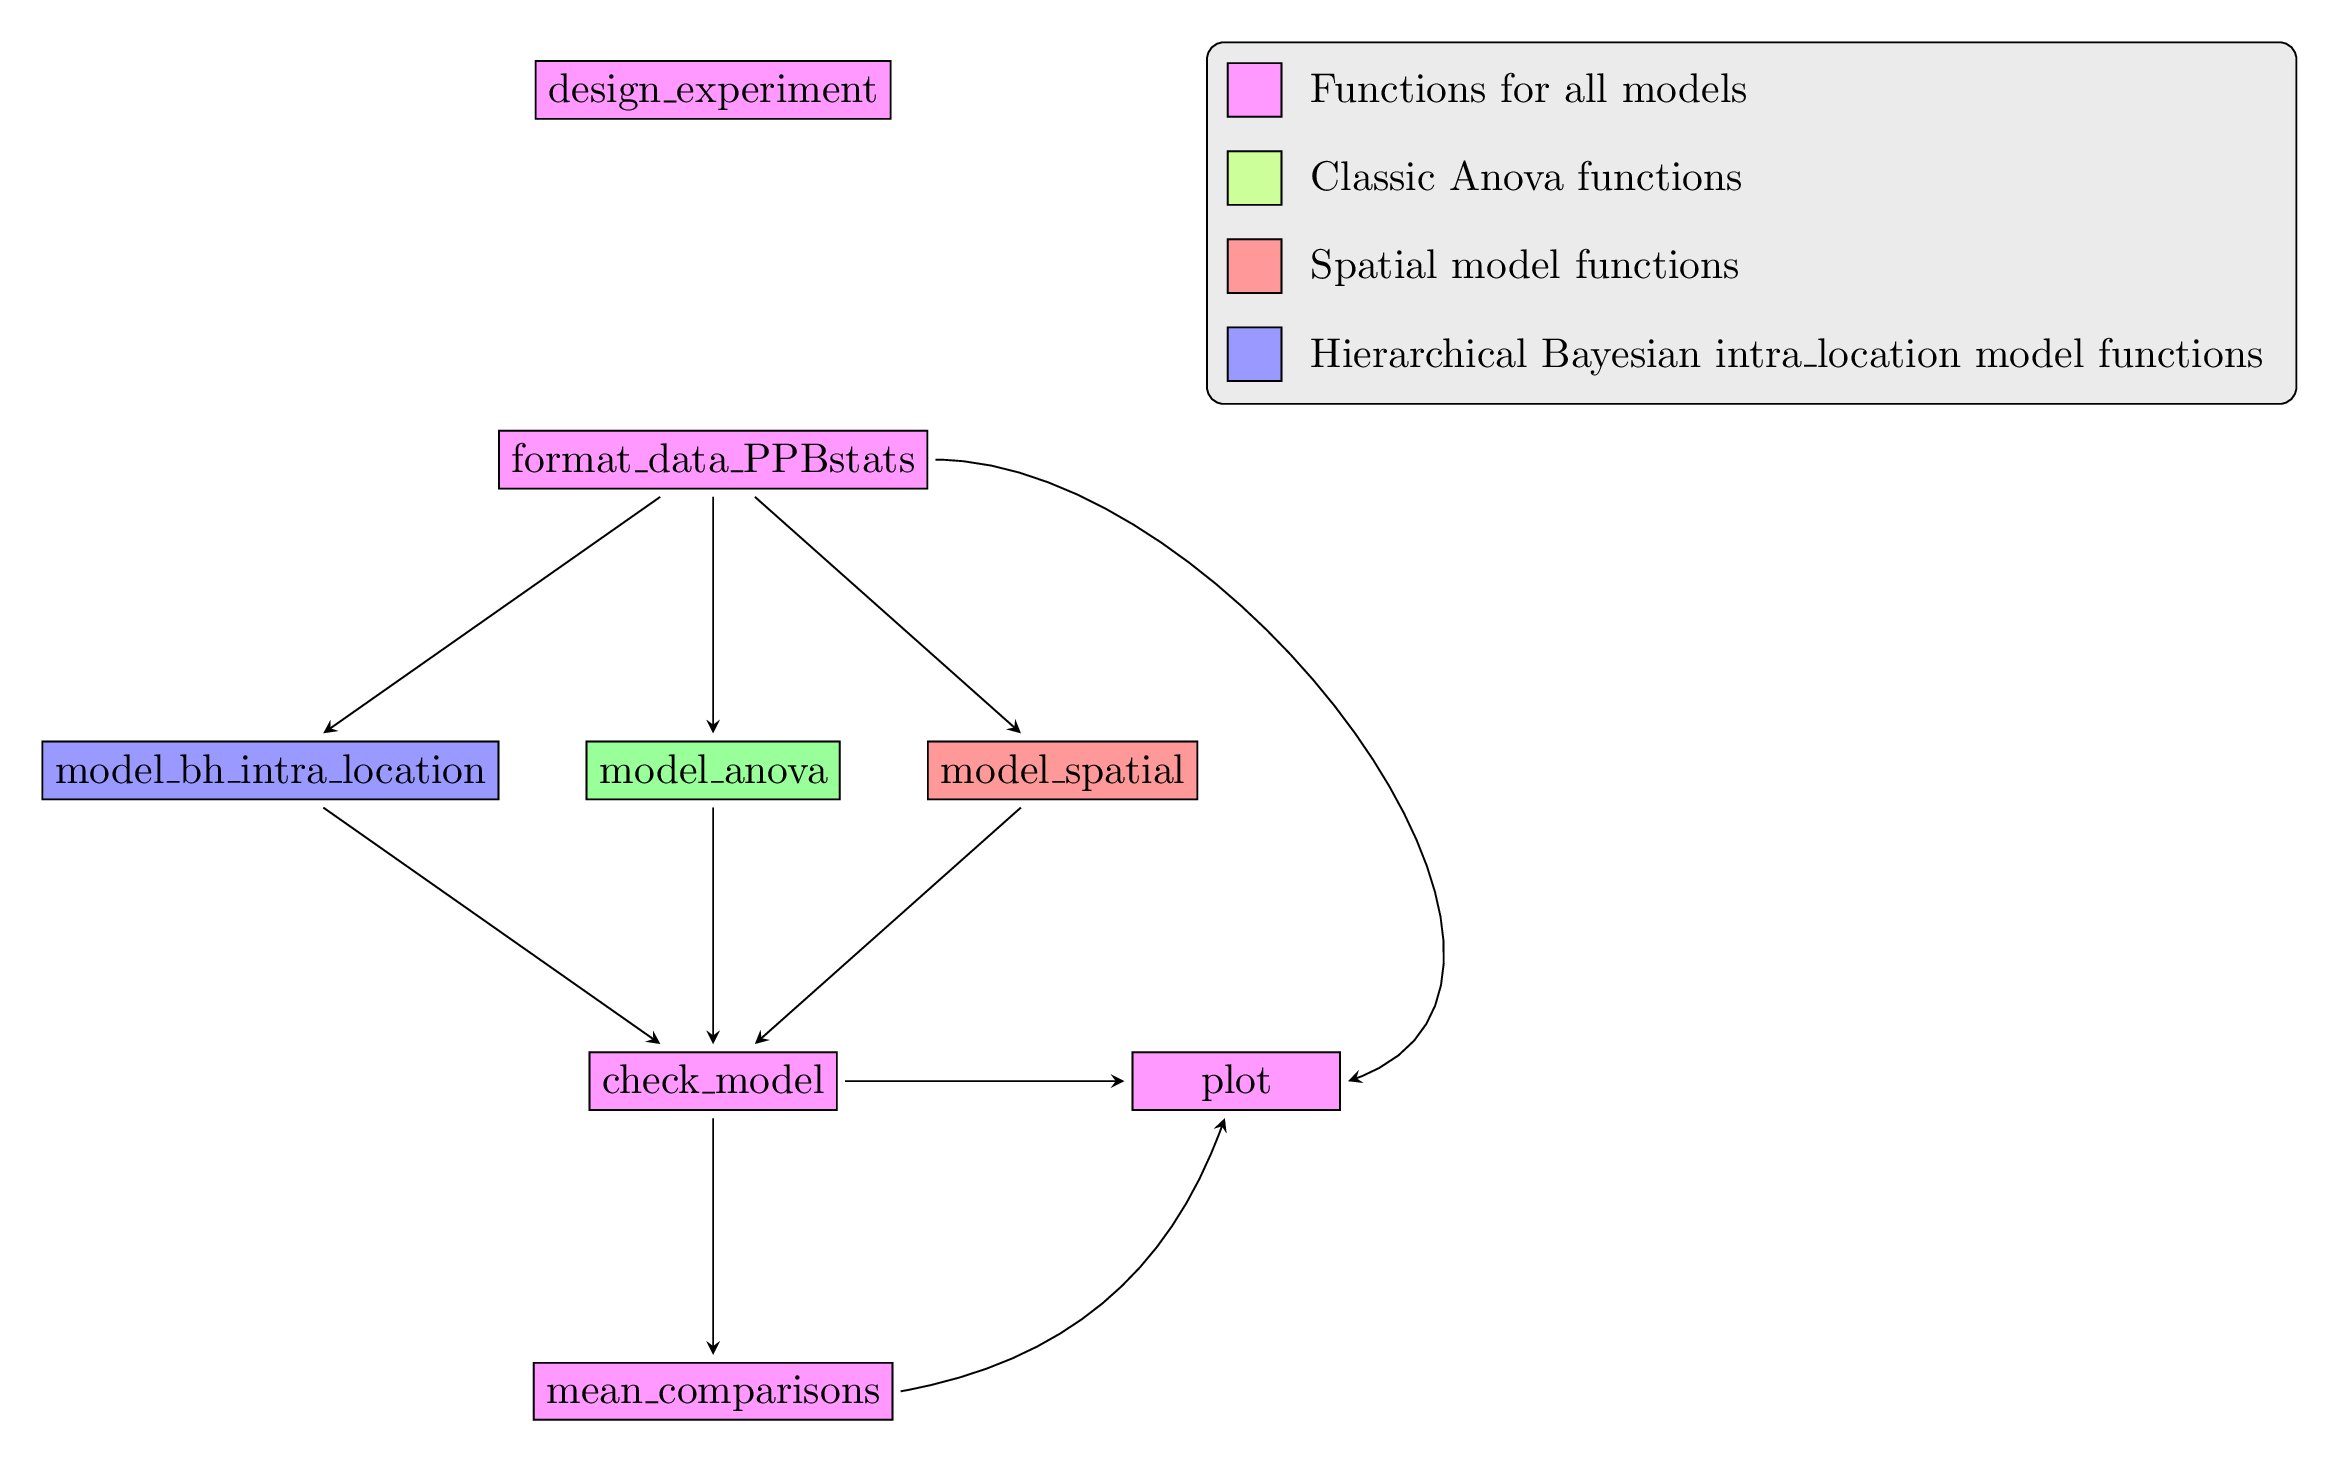 design_experiment
Functions for all models
Classic Anova functions
Spatial model functions
Hierarchical Bayesian intra_location model functions
format_data_PPBstats
model_bh_intra_location
model_anova
model_spatial
check_model
plot
mean_comparisons